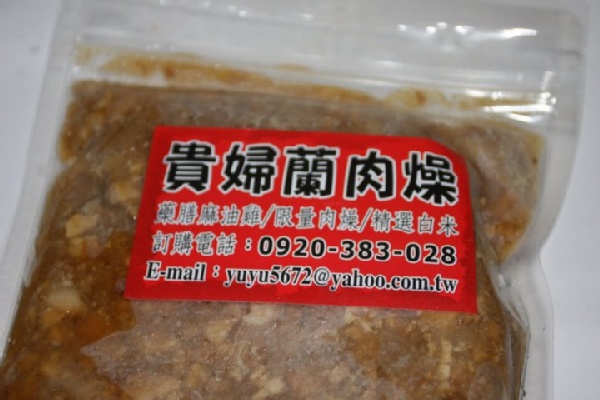 貴婦蘭肉燥
藥膳麻油雞/限量肉燥/精選白米
訂購電話：0920-383-028
E-mail：yuyu5672@yahoo.com.tw